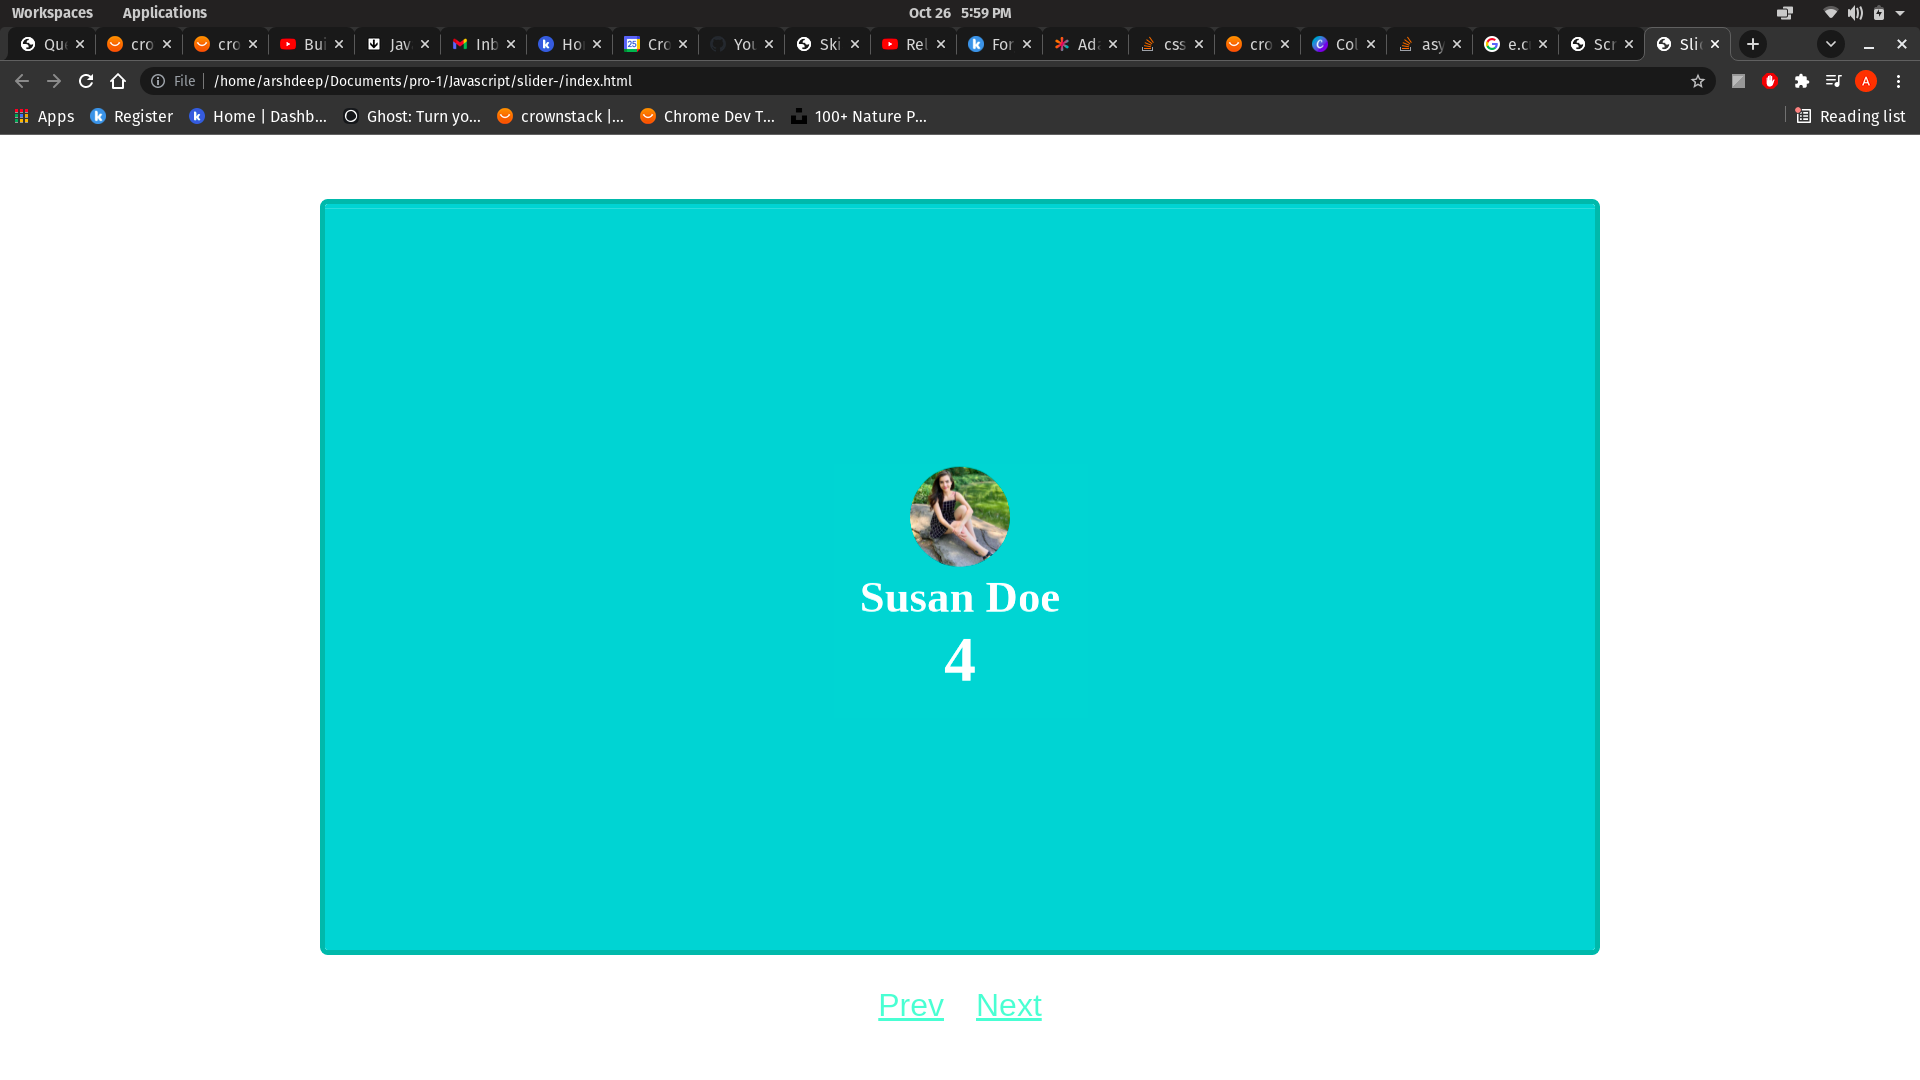 Workspaces Applications Oct 26 5:59 PM
Que cro cro Bui Jav Inb Ho Cro You Ski Rel For Ada css cro Col asy e.c Scr Slic
File /home/arshdeep/Documents/pro-1/Javascript/slider-/index.html A
Apps Register Home | Dashb... Ghost: Turn yo... crownstack |... Chrome Dev T... 100+ Nature P... Reading list
Susan Doe
4
Prev Next